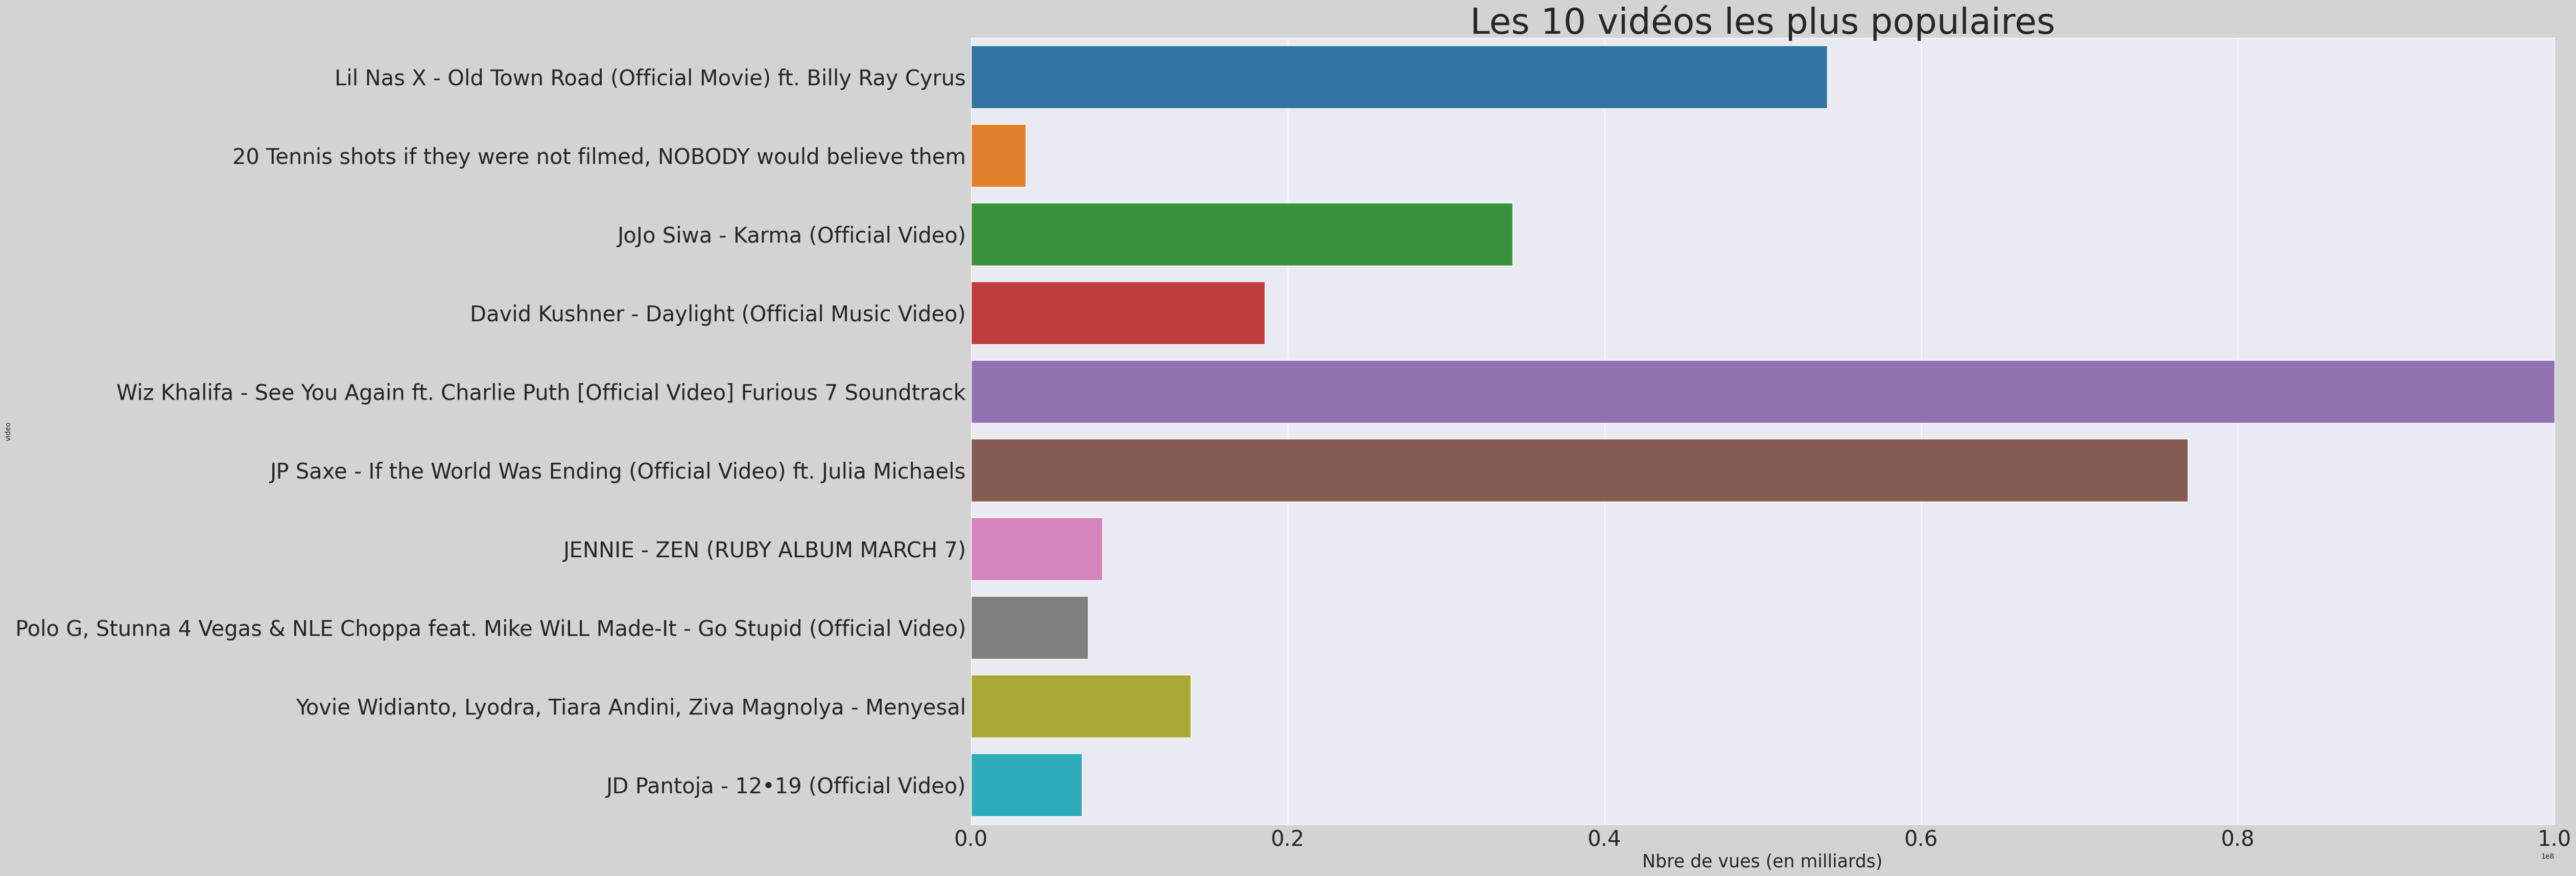 Les 10 vidéos les plus populaires
Lil Nas X - Old Town Road (Official Movie) ft. Billy Ray Cyrus
20 Tennis shots if they were not filmed, NOBODY would believe them
JoJo Siwa - Karma (Official Video)
David Kushner - Daylight (Official Music Video)
Wiz Khalifa - See You Again ft. Charlie Puth [Official Video] Furious 7 Soundtrack
video
JP Saxe - If the World Was Ending (Official Video) ft. Julia Michaels
JENNIE - ZEN (RUBY ALBUM MARCH 7)
Polo G, Stunna 4 Vegas & NLE Choppa feat. Mike WiLL Made-It - Go Stupid (Official Video)
Yovie Widianto, Lyodra, Tiara Andini, Ziva Magnolya - Menyesal
JD Pantoja - 12•19 (Official Video)
0.0 0.2 0.4 0.6 0.8 1.0
1e8
Nbre de vues (en milliards)